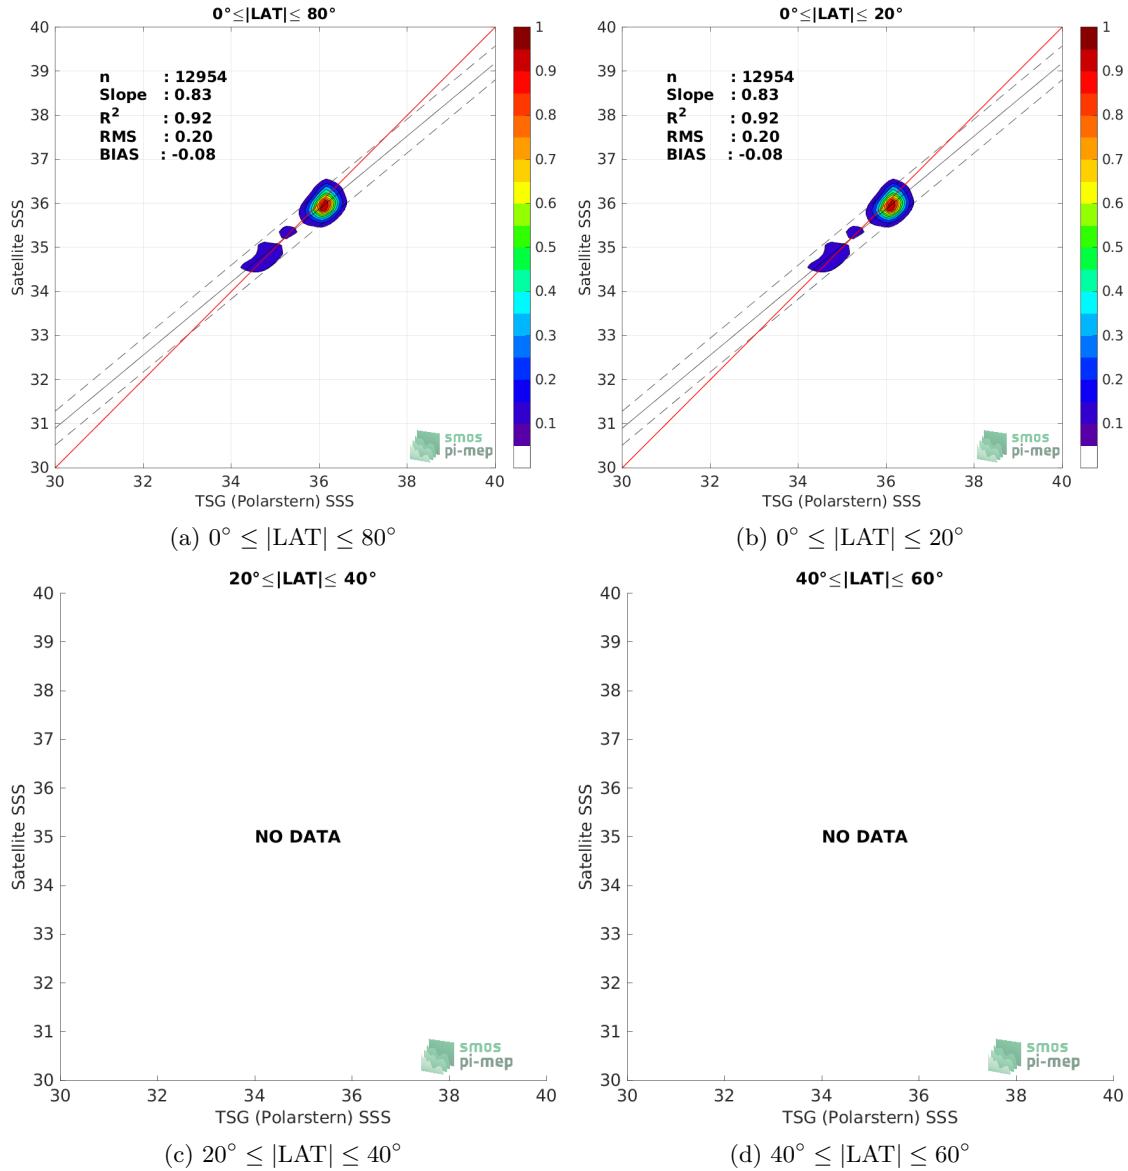 0°≤|LAT|≤ 80°
40
39
38
37
36
35
34
33
32
31
30
Satellite SSS
n : 12954
Slope : 0.83
R² : 0.92
RMS : 0.20
BIAS : -0.08
smos
pi-mep
30 32 34 36 38 40
TSG (Polarstern) SSS
1
0.9
0.8
0.7
0.6
0.5
0.4
0.3
0.2
0.1
(a) 0° ≤ |LAT| ≤ 80°
0°≤|LAT|≤ 20°
40
39
38
37
36
35
34
33
32
31
30
Satellite SSS
n : 12954
Slope : 0.83
R² : 0.92
RMS : 0.20
BIAS : -0.08
smos
pi-mep
30 32 34 36 38 40
TSG (Polarstern) SSS
1
0.9
0.8
0.7
0.6
0.5
0.4
0.3
0.2
0.1
(b) 0° ≤ |LAT| ≤ 20°
20°≤|LAT|≤ 40°
40
39
38
37
36
35
34
33
32
31
30
Satellite SSS
NO DATA
smos
pi-mep
30 32 34 36 38 40
TSG (Polarstern) SSS
(c) 20° ≤ |LAT| ≤ 40°
40°≤|LAT|≤ 60°
40
39
38
37
36
35
34
33
32
31
30
Satellite SSS
NO DATA
smos
pi-mep
30 32 34 36 38 40
TSG (Polarstern) SSS
(d) 40° ≤ |LAT| ≤ 60°